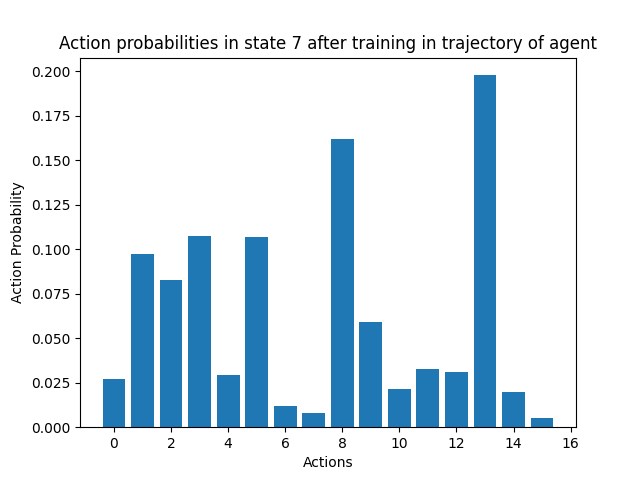 Action probabilities in state 7 after training in trajectory of agent
0.200
0.175
0.150
0.125
0.100
0.075
0.050
0.025
0.000
Action Probability
0 2 4 6 8 10 12 14 16
Actions